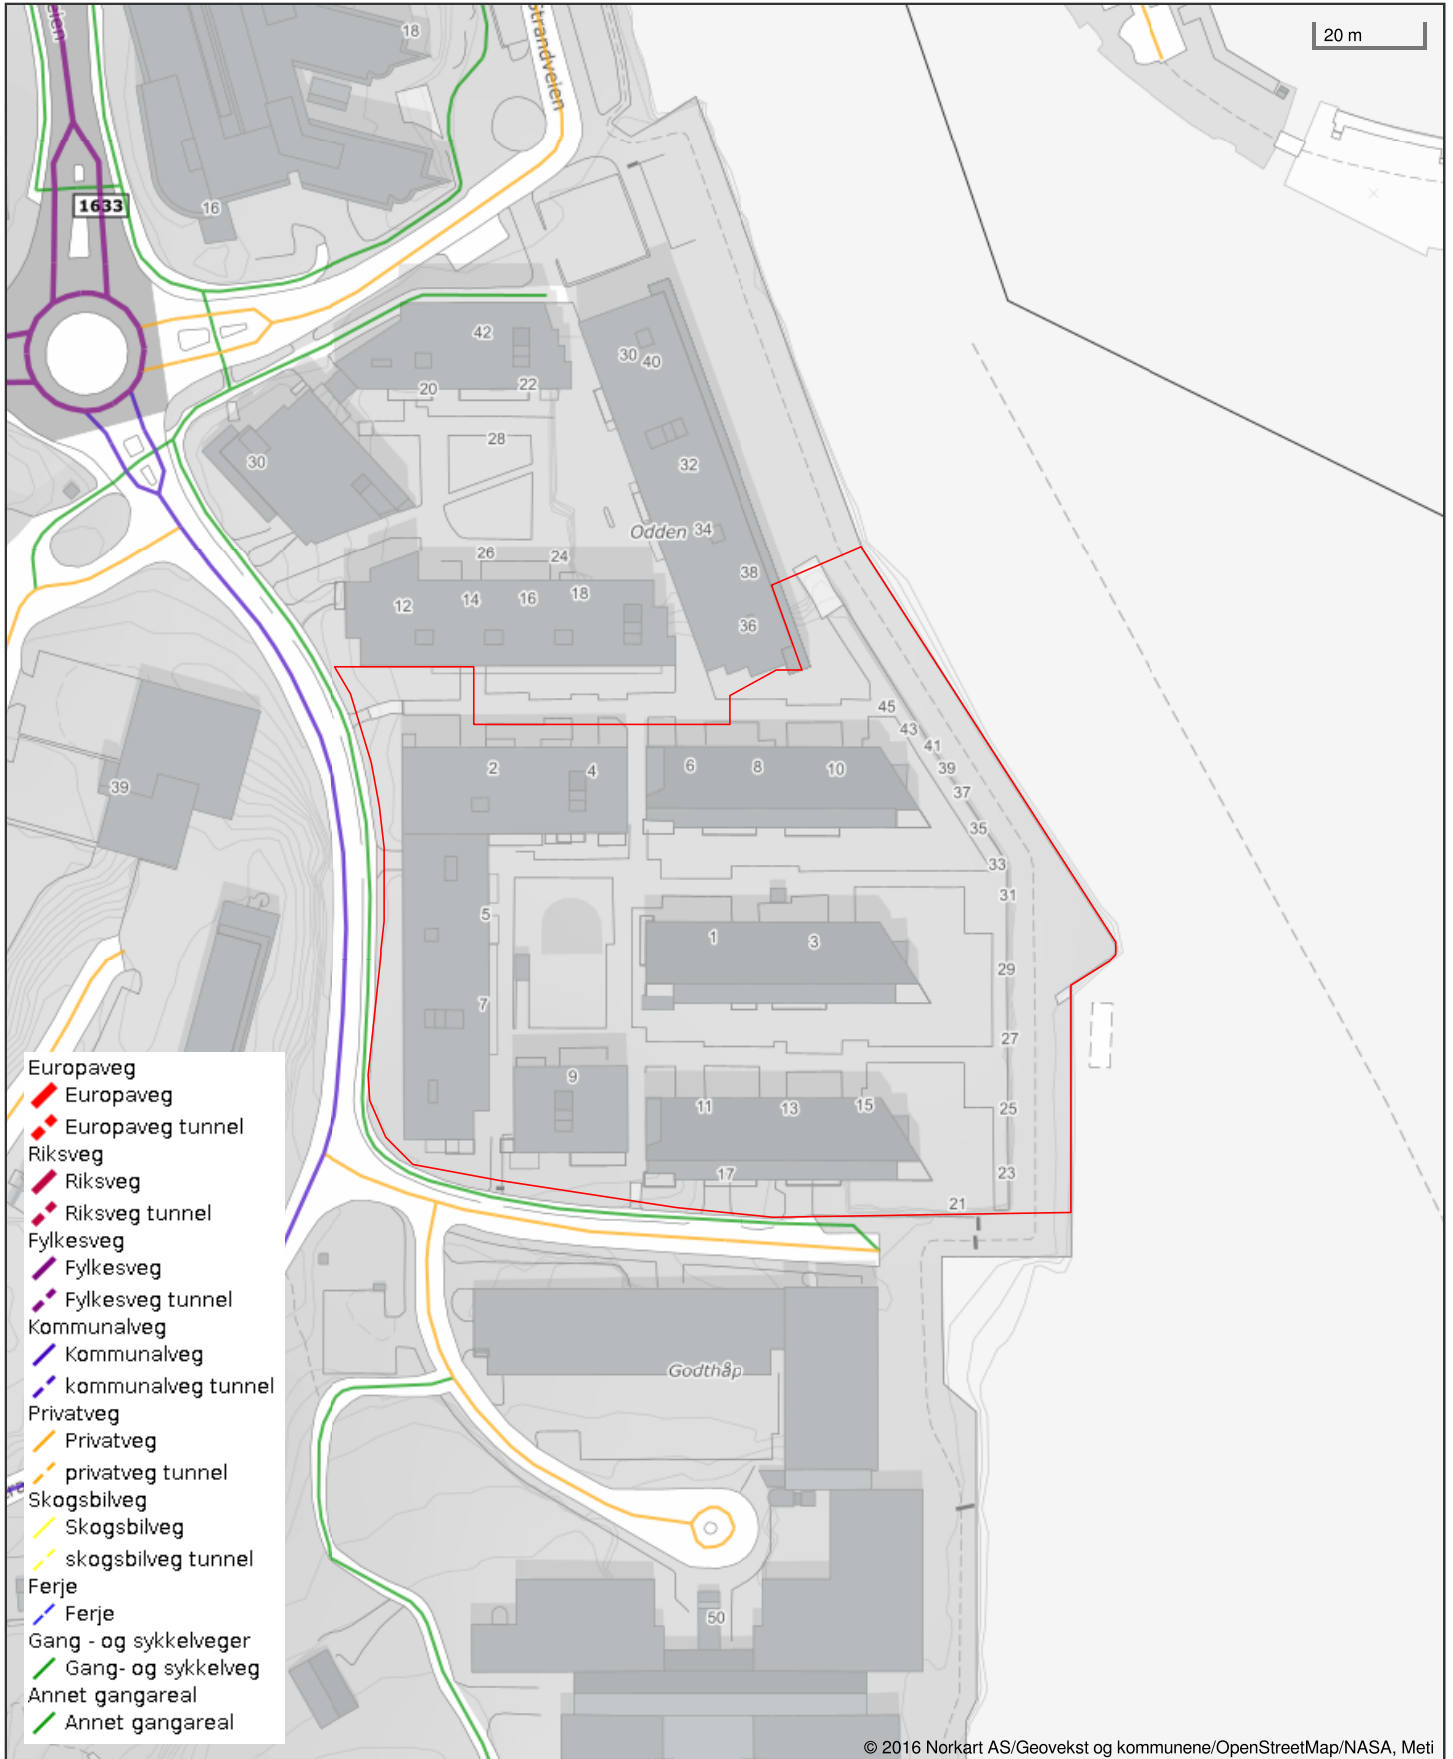 eien
18
Strandveien
20 m
1633
16
42
30
40
20
22
28
32
30
Odden
34
26
24
38
12
14
16
18
36
45
43
41
39
37
35
33
31
29
27
25
23
21
2
4
6
8
10
39
5
1
3
7
9
11
13
15
17
Europaveg
Europaveg
Europaveg tunnel
Riksveg
Riksveg
Riksveg tunnel
Fylkesveg
Fylkesveg
Fylkesveg tunnel
Kommunalveg
Kommunalveg
kommunalveg tunnel
Privatveg
Privatveg
privatveg tunnel
Skogsbilveg
Skogsbilveg
skogsbilveg tunnel
Ferje
Ferje
Gang - og sykkelveger
Gang- og sykkelveg
Annet gangareal
Annet gangareal
Godthåp
50
© 2016 Norkart AS/Geovekst og kommunene/OpenStreetMap/NASA, Meti